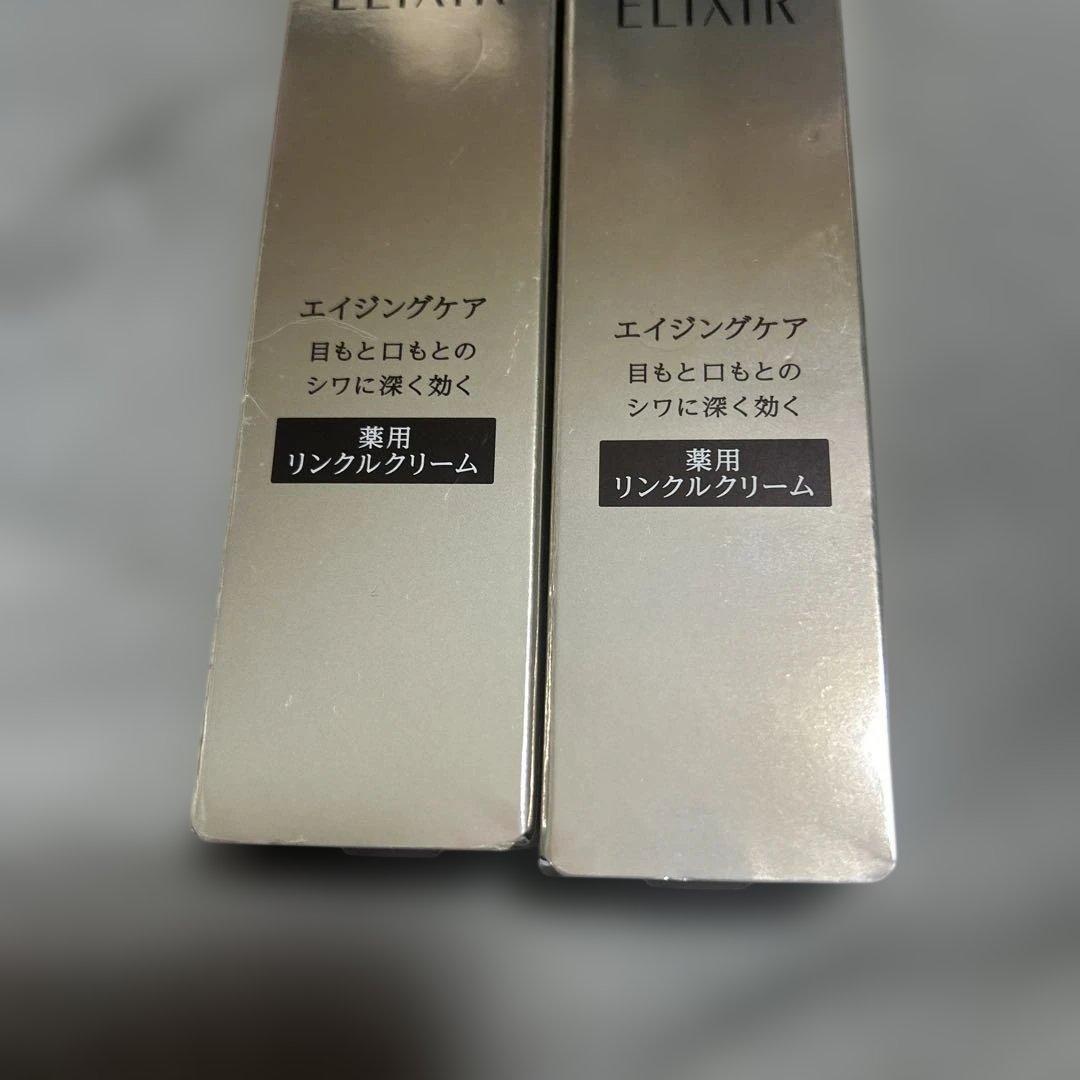 ELIXIR
エイジングケア
目もと口もとの
シワに深く効く
薬用
リンクルクリーム
ELIXIR
エイジングケア
目もと口もとの
シワに深く効く
薬用
リンクルクリーム